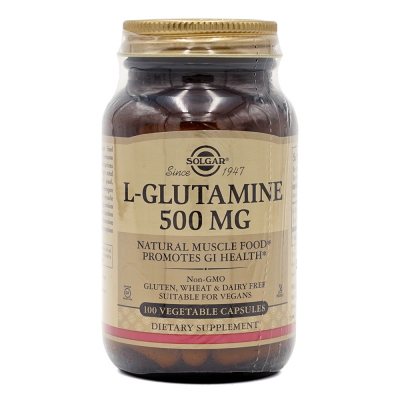 SOLGAR®
Since 1947
L-GLUTAMINE
500 MG
NATURAL MUSCLE FOOD*
PROMOTES GI HEALTH*
NON-GMO
GLUTEN, WHEAT & DAIRY FREE
SUITABLE FOR VEGANS
100 VEGETABLE CAPSULES
DIETARY SUPPLEMENT